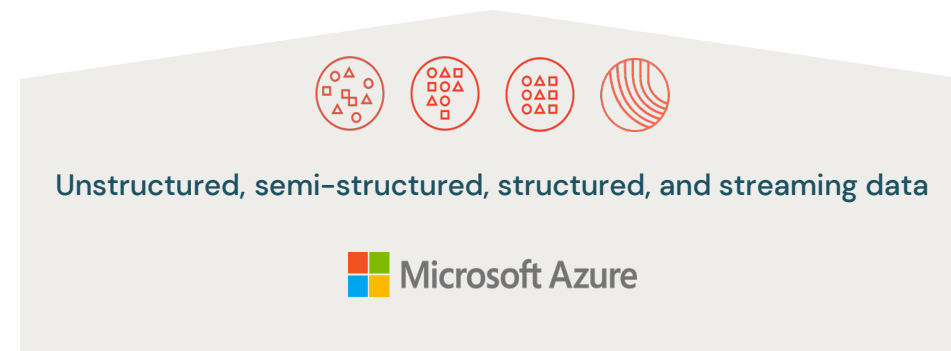 Unstructured, semi-structured, structured, and streaming data
Microsoft Azure